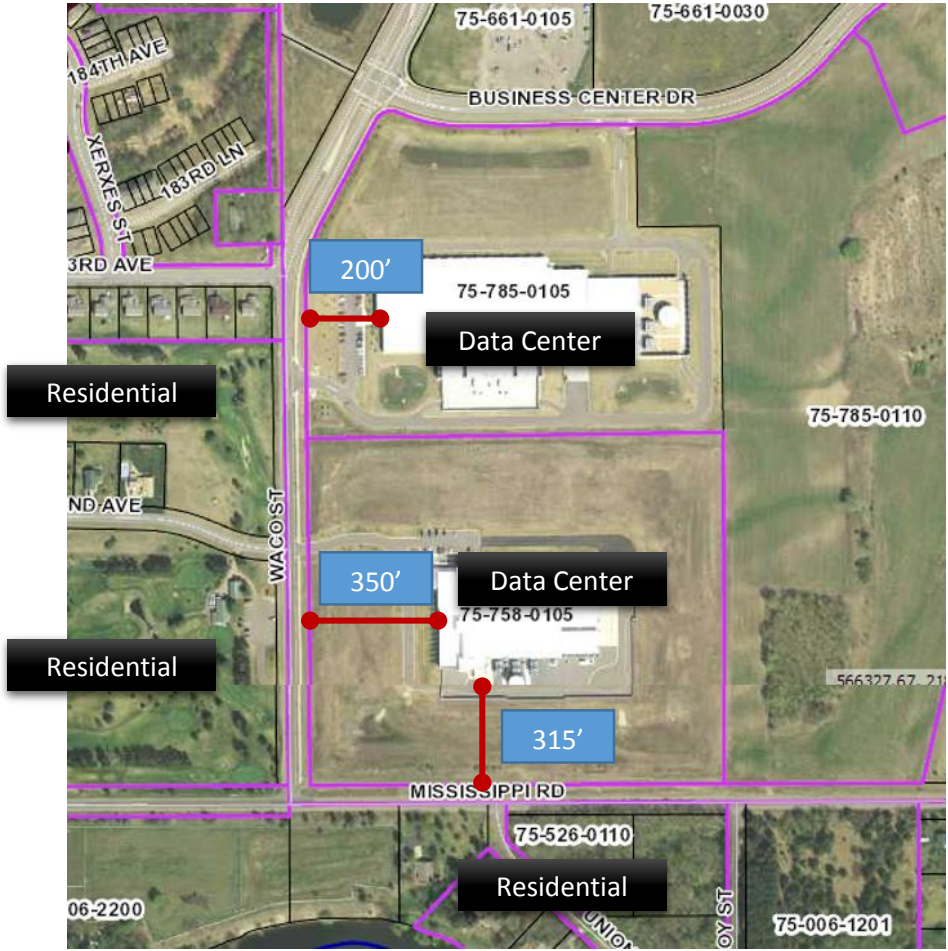 75-661-0105
75-661-0030
184TH AVE
BUSINESS CENTER DR
XERXES ST
183RD LN
3RD AVE
200’
75-785-0105
Data Center
Residential
75-785-0110
ND AVE
WACO ST
350’
Data Center
75-758-0105
Residential
566327.67, 218
315’
MISSISSIPPI RD
75-526-0110
Residential
06-2200
UNION
OY ST
75-006-1201